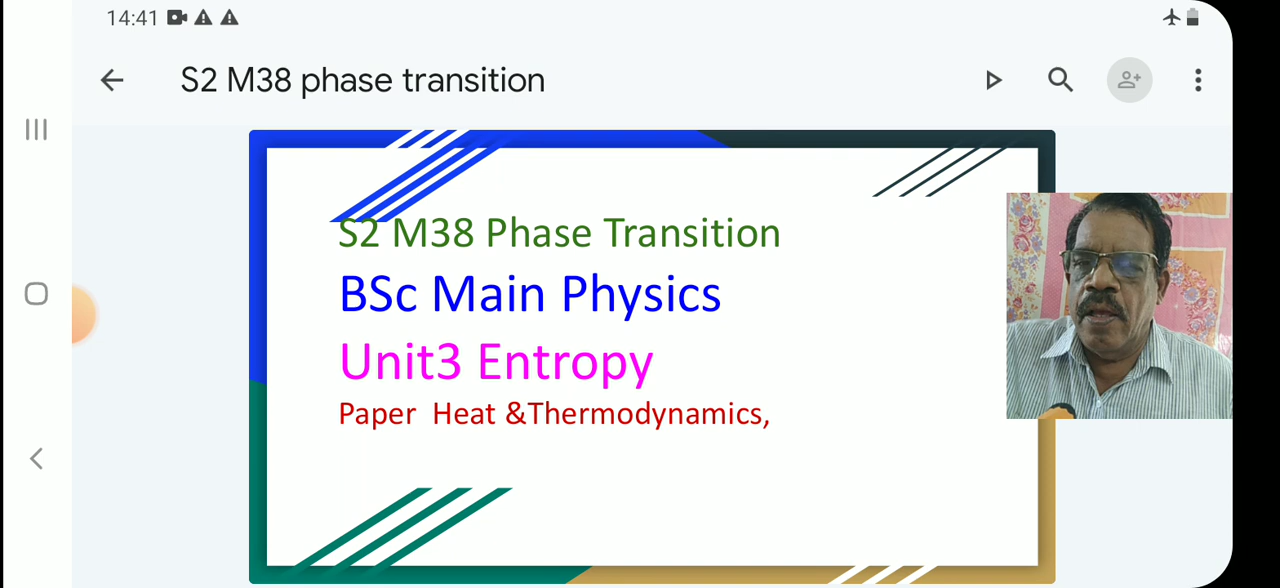 14:41
S2 M38 phase transition
S2 M38 Phase Transition
BSc Main Physics
Unit3 Entropy
Paper Heat &Thermodynamics,